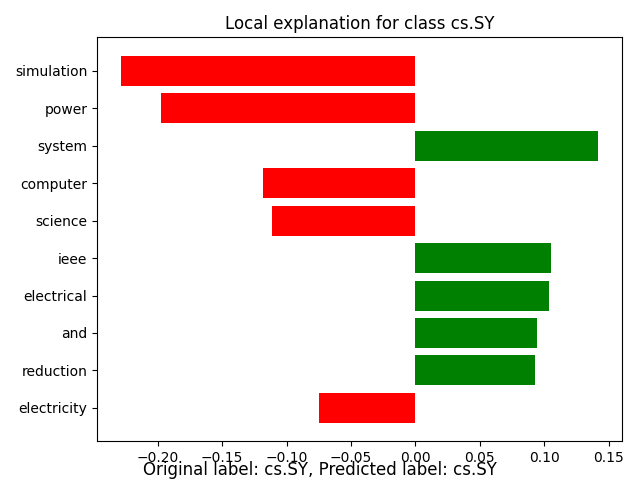 Local explanation for class cs.SY
simulation
power
system
computer
science
ieee
electrical
and
reduction
electricity
−0.20 −0.15 −0.10 −0.05 0.00 0.05 0.10 0.15
Original label: cs.SY, Predicted label: cs.SY